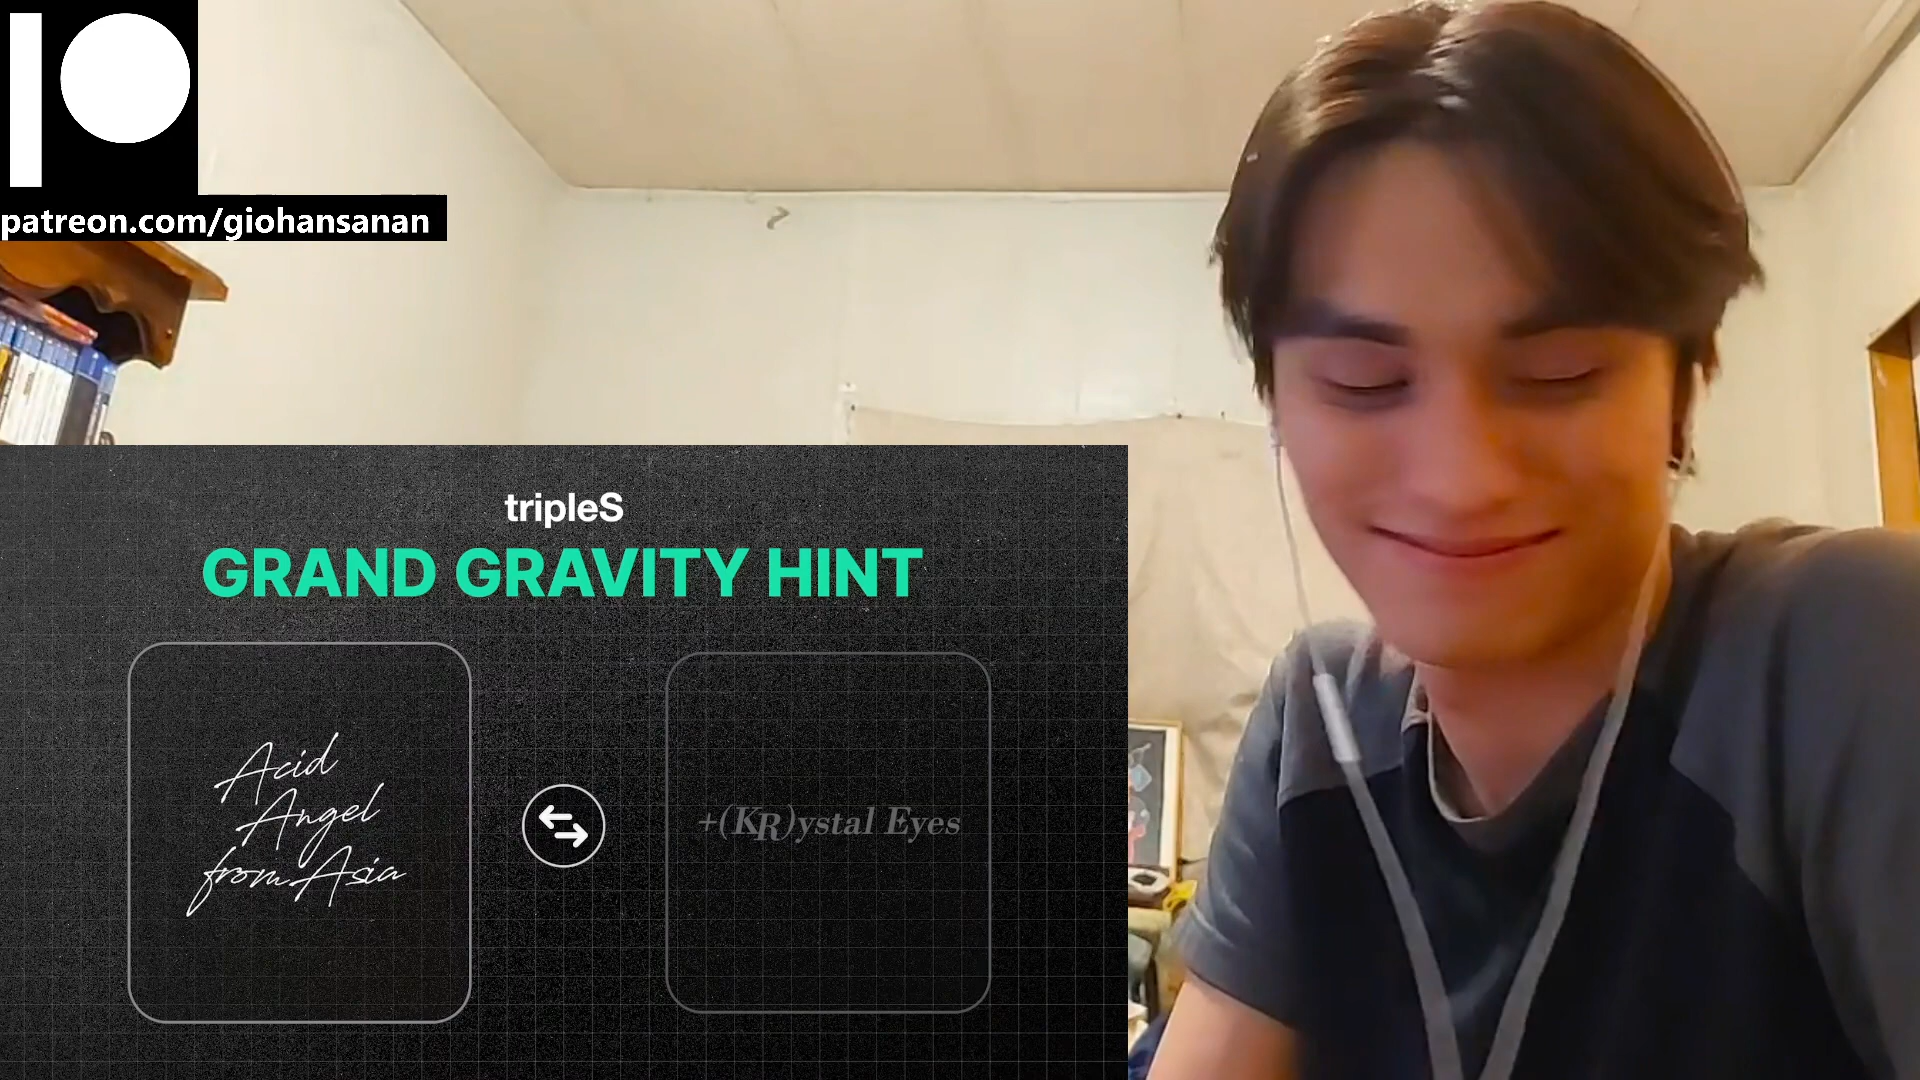 patreon.com/giohansanan
tripleS
GRAND GRAVITY HINT
Acid
Angel
from Asia
+(KR)ystal Eyes